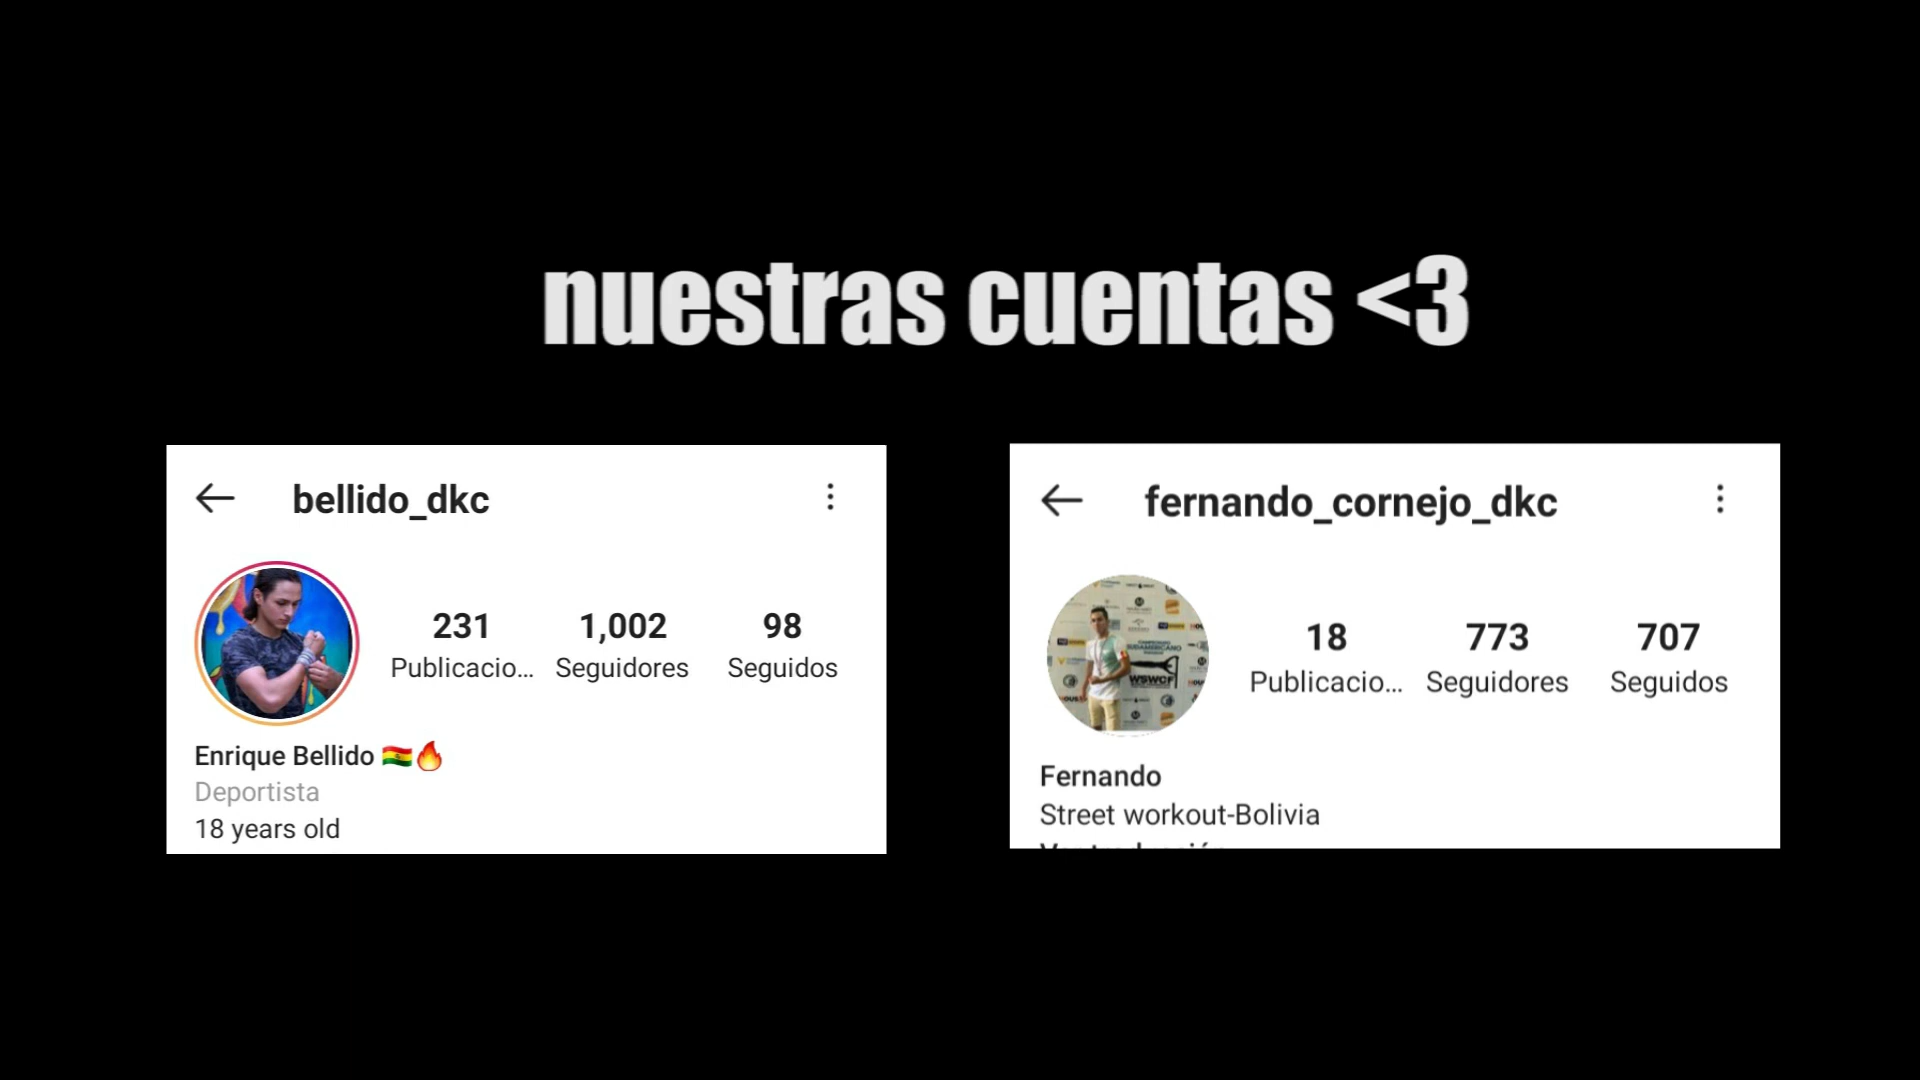 nuestras cuentas <3
bellido_dkc
231 1,002 98
Publicacio... Seguidores Seguidos
Enrique Bellido 🇧🇴🔥
Deportista
18 years old
fernando_cornejo_dkc
18 773 707
Publicacio... Seguidores Seguidos
WSWCF
Fernando
Street workout-Bolivia